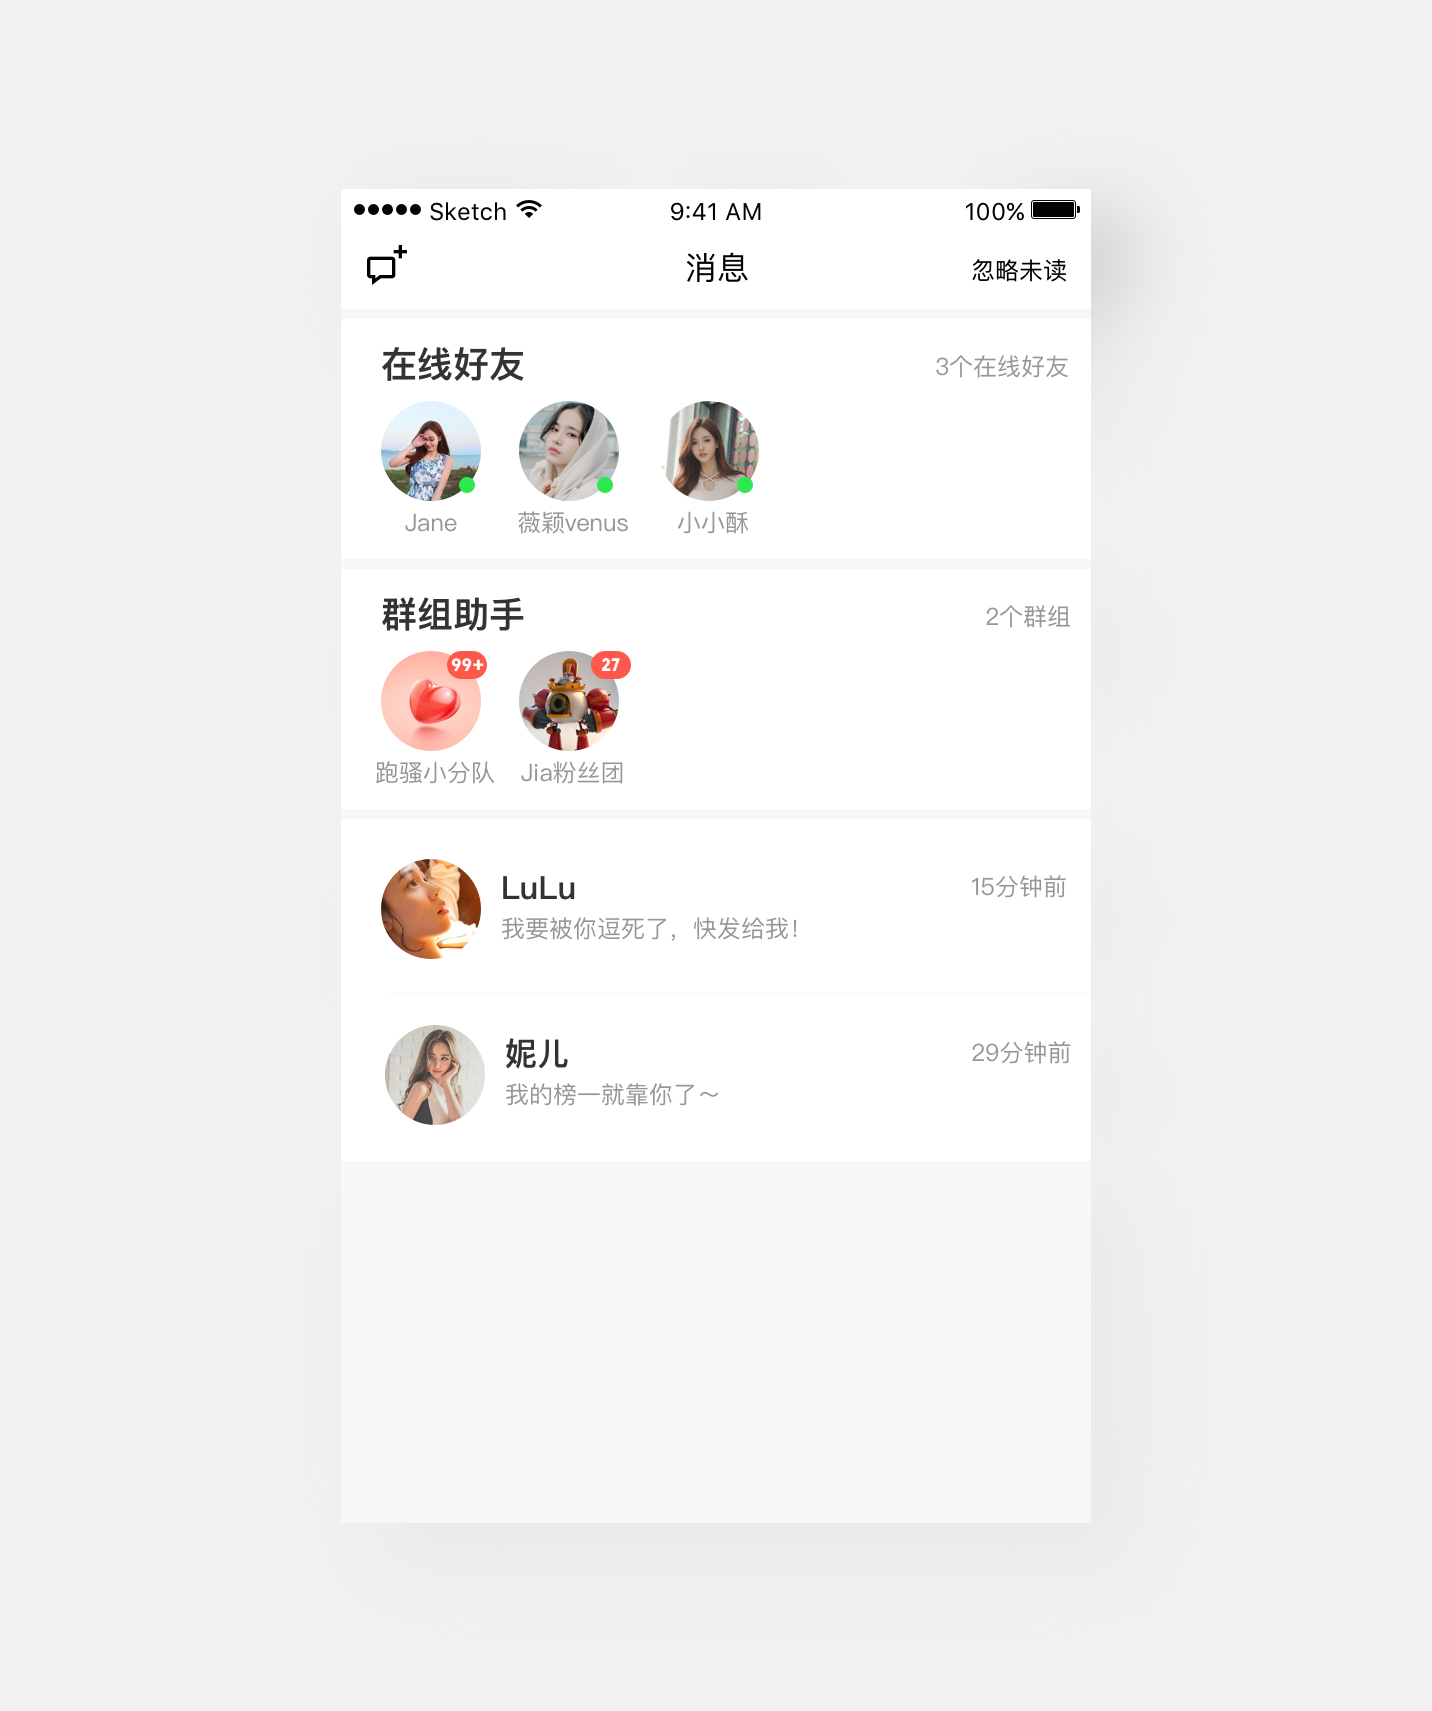 Sketch 9:41 AM 100%
消息 忽略未读
在线好友 3个在线好友
Jane 薇颖venus 小小酥
群组助手 2个群组
99+ 27
跑骚小分队 Jia粉丝团
LuLu 15分钟前
我要被你逗死了，快发给我！
妮儿 29分钟前
我的榜一就靠你了～